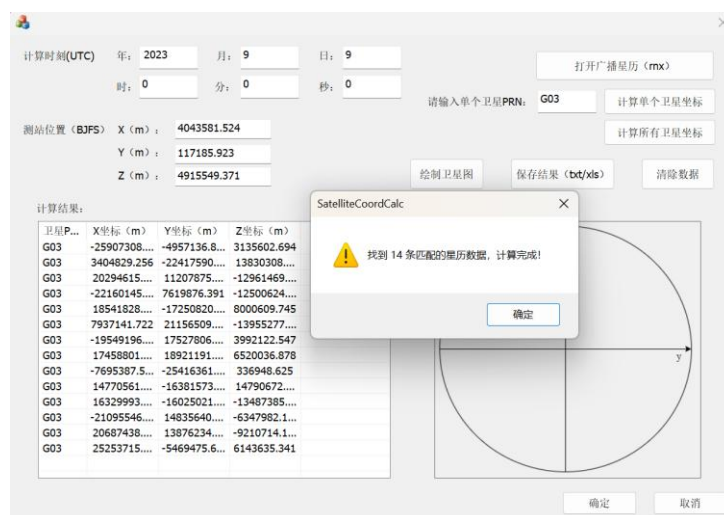 计算时刻(UTC) 年: 2023 月: 9 日: 9
打开广播星历(rnx)
时: 0 分: 0 秒: 0
请输入单个卫星PRN: G03 计算单个卫星坐标
测站位置(BJFS) X(m): 4043581.524
计算所有卫星坐标
Y(m): 117185.923
Z(m): 4915549.371
绘制卫星图 保存结果(txt/xls) 清除数据
计算结果:
卫星P... X坐标(m) Y坐标(m) Z坐标(m)
G03 -25907308.... -4957136.8... 3135602.694
G03 3404829.256 -22417590.... 13830308....
G03 20294615.... 11207875.... -12961469....
G03 -22160145.... 7619876.391 -12500624....
G03 18541828.... -17250820.... 8000609.745
G03 7937141.722 21156509.... -13955277....
G03 -19549196.... 17527806.... 3992122.547
G03 17458801.... 18921191.... 6520036.878
G03 -7695387.5... -25416361.... 336948.625
G03 14770561.... -16381573.... 14790672....
G03 16329993.... -16025021.... -13487385....
G03 -21095546.... 14835640.... -6347982.1...
G03 20687438.... 13876234.... -9210714.1...
G03 25253715.... -5469475.6... 6143635.341
SatelliteCoordCalc
找到 14 条匹配的星历数据，计算完成!
确定
y
确定 取消